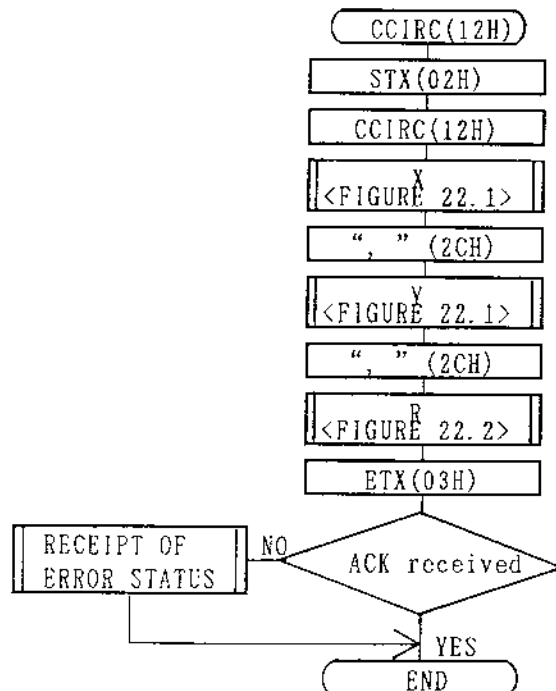 CCIRC(12H)
STX(02H)
CCIRC(12H)
X
<FIGURE 22.1>
“, ” (2CH)
Y
<FIGURE 22.1>
“, ” (2CH)
R
<FIGURE 22.2>
ETX(03H)
RECEIPT OF
ERROR STATUS
NO
ACK received
YES
END